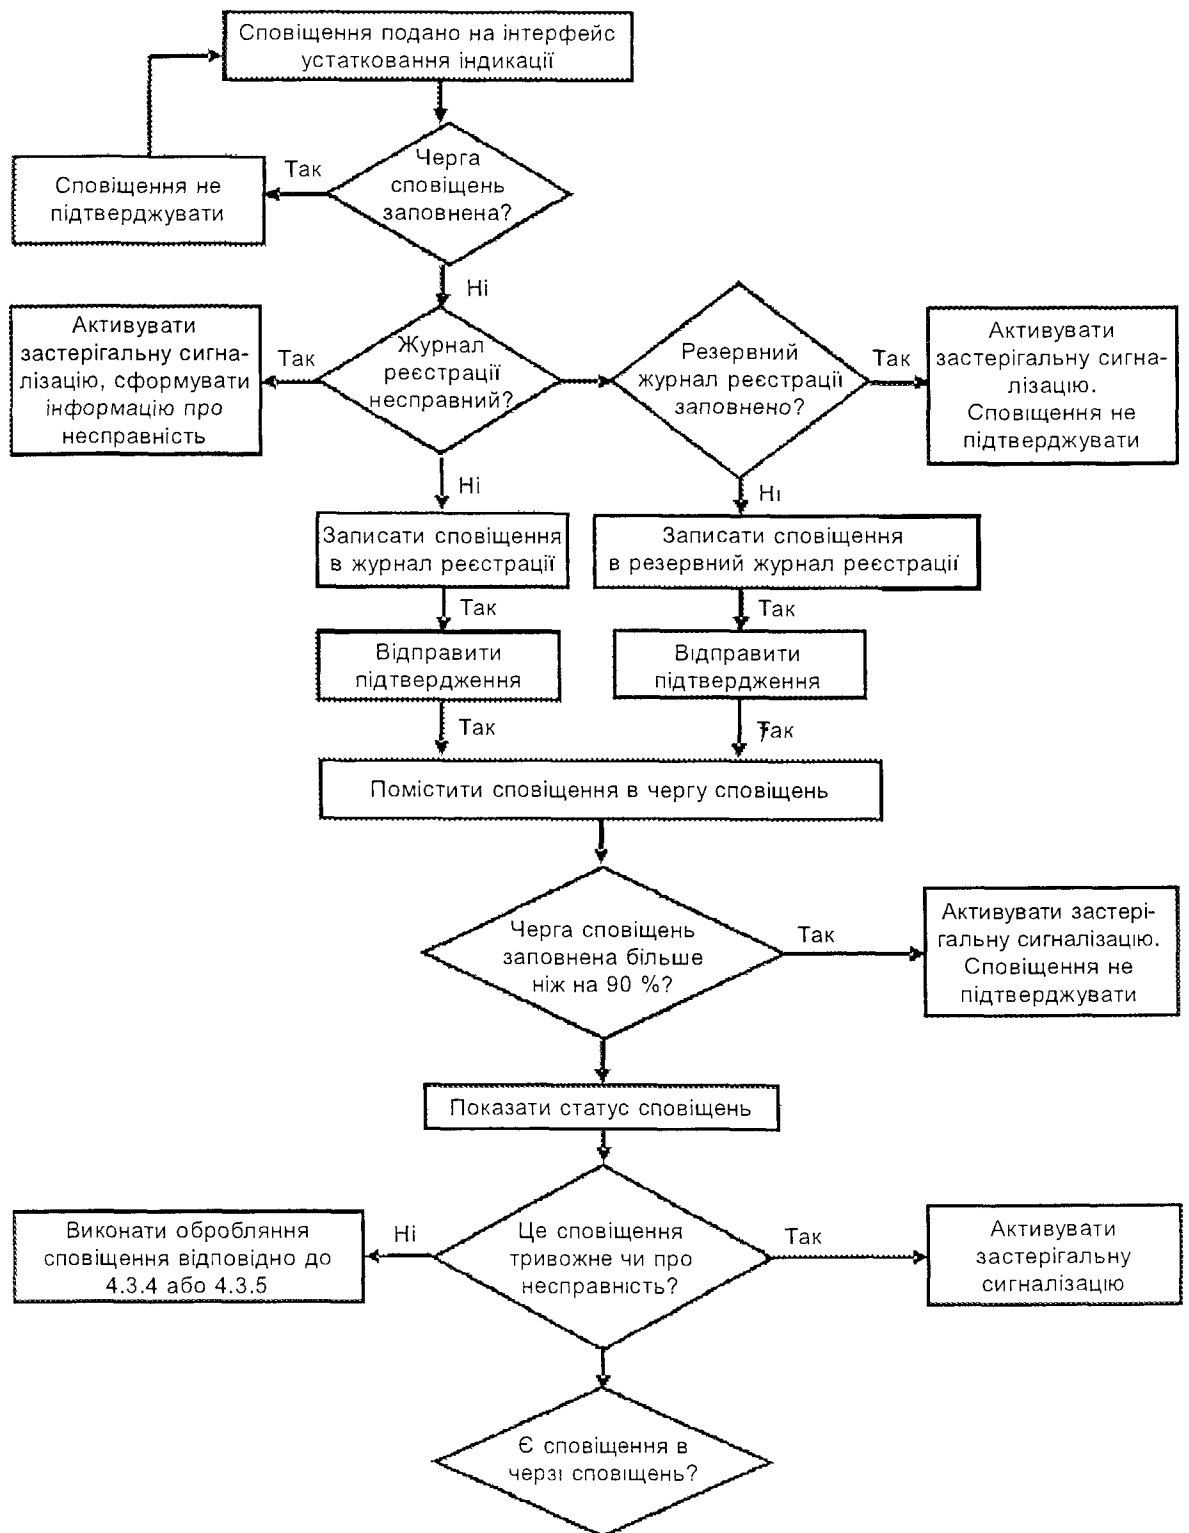 Сповіщення подано на інтерфейс
устатковання індикації
Так
Черга
сповіщень
заповнена?
Сповіщення не
підтверджувати
Ні
Активувати
застерігальну сигна-
лізацію, сформувати
інформацію про
несправність
Так
Журнал
реєстрації
несправний?
Резервний
журнал реєстрації
заповнено?
Так
Активувати
застерігальну сигна-
лізацію.
Сповіщення не
підтверджувати
Ні
Ні
Записати сповіщення
в журнал реєстрації
Записати сповіщення
в резервний журнал реєстрації
Так
Так
Відправити
підтвердження
Відправити
підтвердження
Так
Так
Помістити сповіщення в чергу сповіщень
Черга сповіщень
заповнена більше
ніж на 90 %?
Так
Активувати застері-
гальну сигналізацію.
Сповіщення не
підтверджувати
Показати статус сповіщень
Виконати обробляння
сповіщення відповідно до
4.3.4 або 4.3.5
Ні
Це сповіщення
тривожне чи про
несправність?
Так
Активувати
застерігальну
сигналізацію
Є сповіщення в
черзі сповіщень?